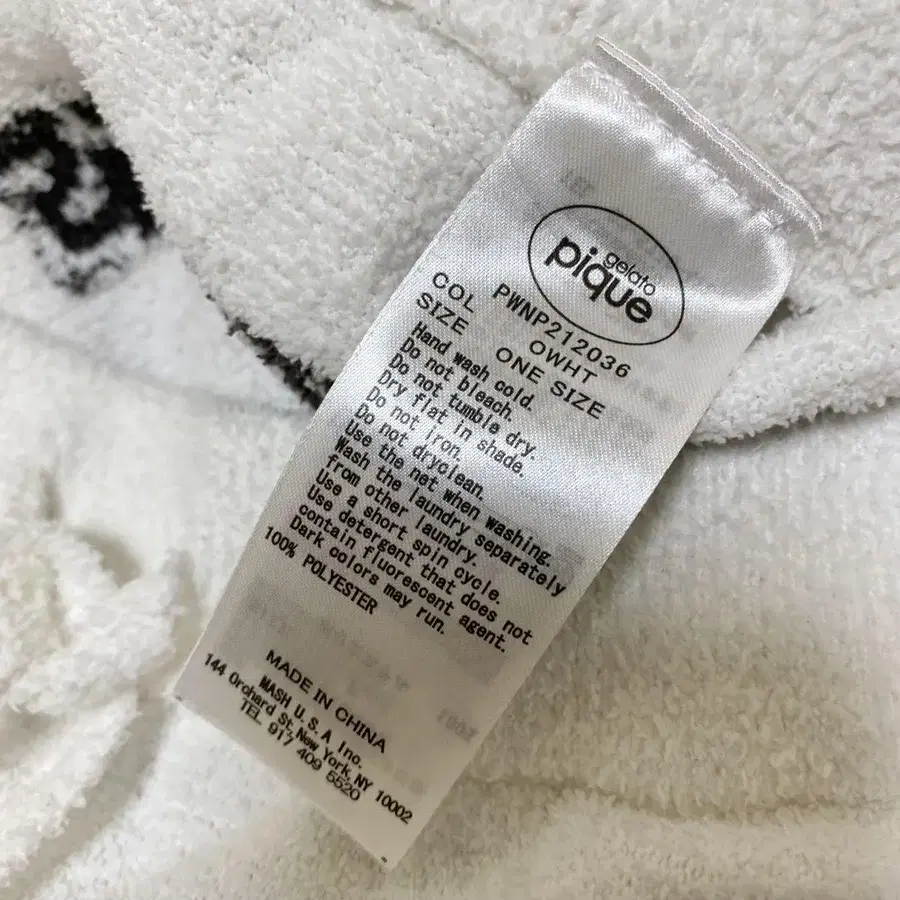 gelato
pique
PWNP212036
COL OWHT
SIZE ONE SIZE
Hand wash cold.
Do not bleach.
Do not tumble dry.
Dry flat in shade.
Do not iron.
Do not dryclean.
Use the net when washing.
Wash the laundry separately
from other laundry.
Use a short spin cycle.
Use detergent that does not
contain fluorescent agent.
Dark colors may run.
100% POLYESTER
MADE IN CHINA
MASH U.S.A Inc.
144 Orchard St, New York, NY 10002
TEL 917 409 5520